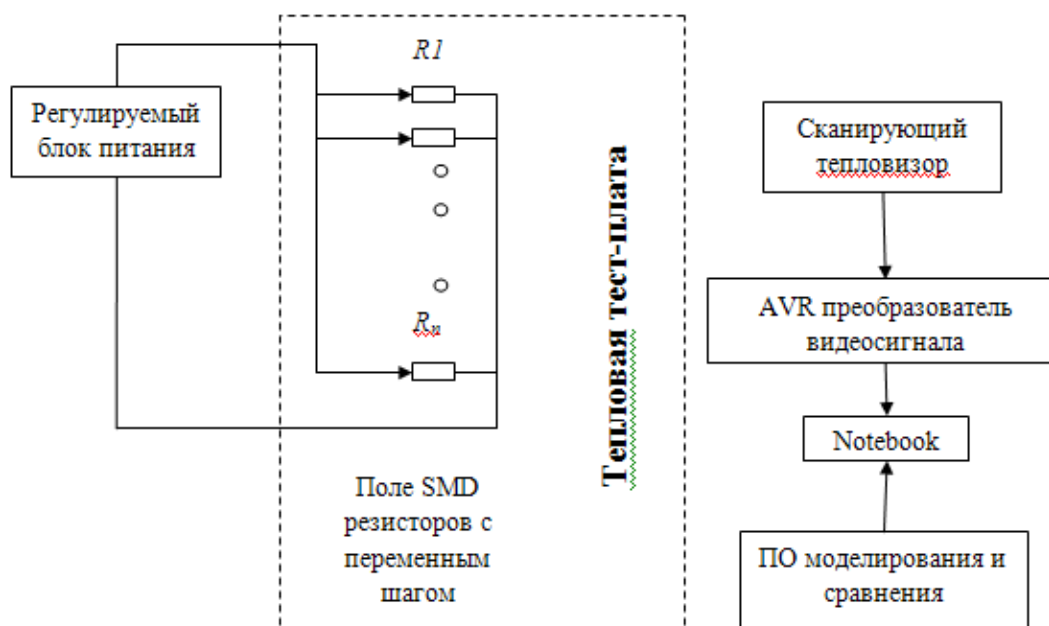 Регулируемый
блок питания
R1
Rn
Поле SMD
резисторов с
переменным
шагом
Тепловая тест-плата
Сканирующий
тепловизор
AVR преобразователь
видеосигнала
Notebook
ПО моделирования и
сравнения